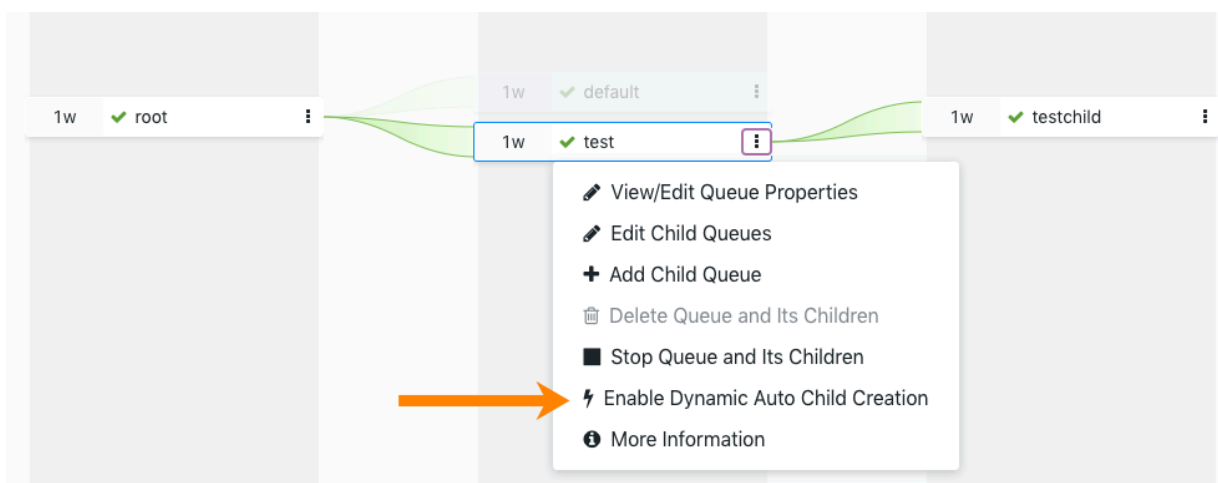 1w default
1w root
1w testchild
1w test
View/Edit Queue Properties
Edit Child Queues
Add Child Queue
Delete Queue and Its Children
Stop Queue and Its Children
Enable Dynamic Auto Child Creation
More Information